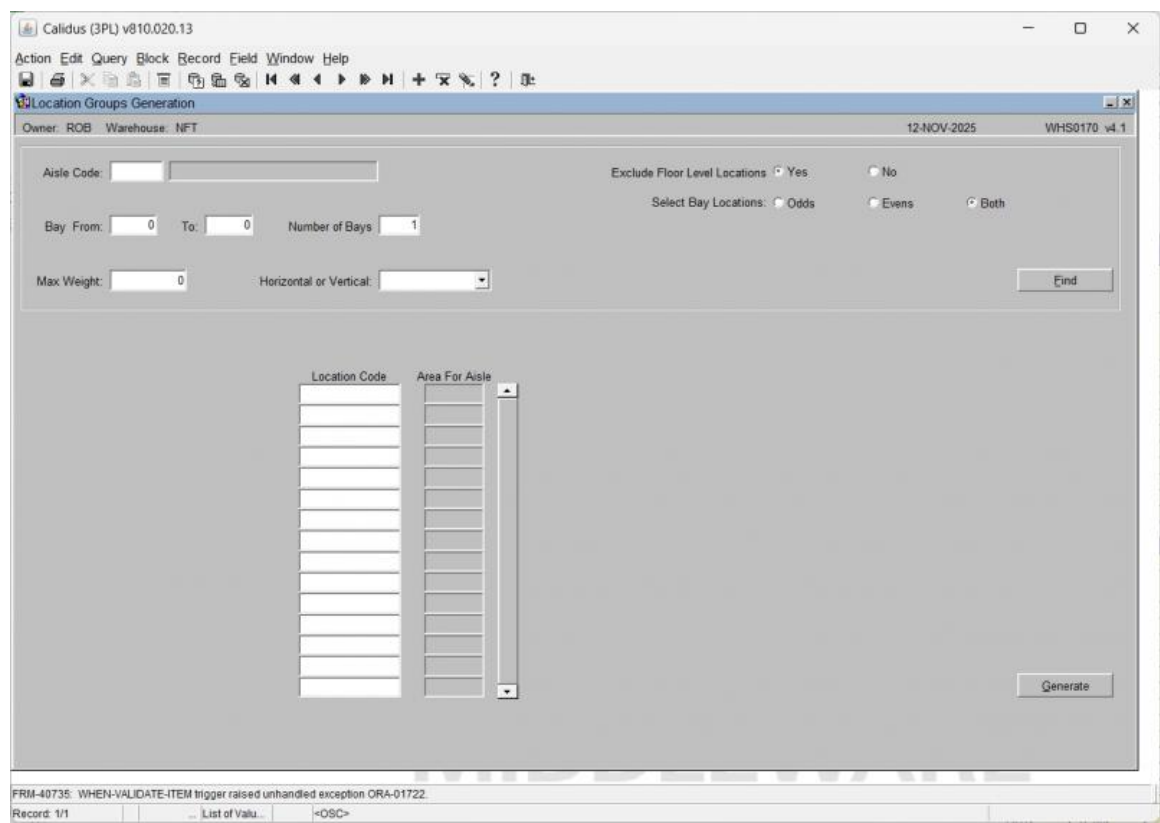 Calidus (3PL) v810.020.13
Action Edit Query Block Record Field Window Help
Location Groups Generation
Owner: ROB Warehouse: NFT 12-NOV-2025 WHS0170 v4.1
Aisle Code: Exclude Floor Level Locations Yes No
Select Bay Locations: Odds Evens Both
Bay From: 0 To: 0 Number of Bays 1
Max Weight: 0 Horizontal or Vertical: Find
Location Code Area For Aisle
Generate
MIDDLEWARE
FRM-40735: WHEN-VALIDATE-ITEM trigger raised unhandled exception ORA-01722.
Record: 1/1 ... List of Valu... <OSC>